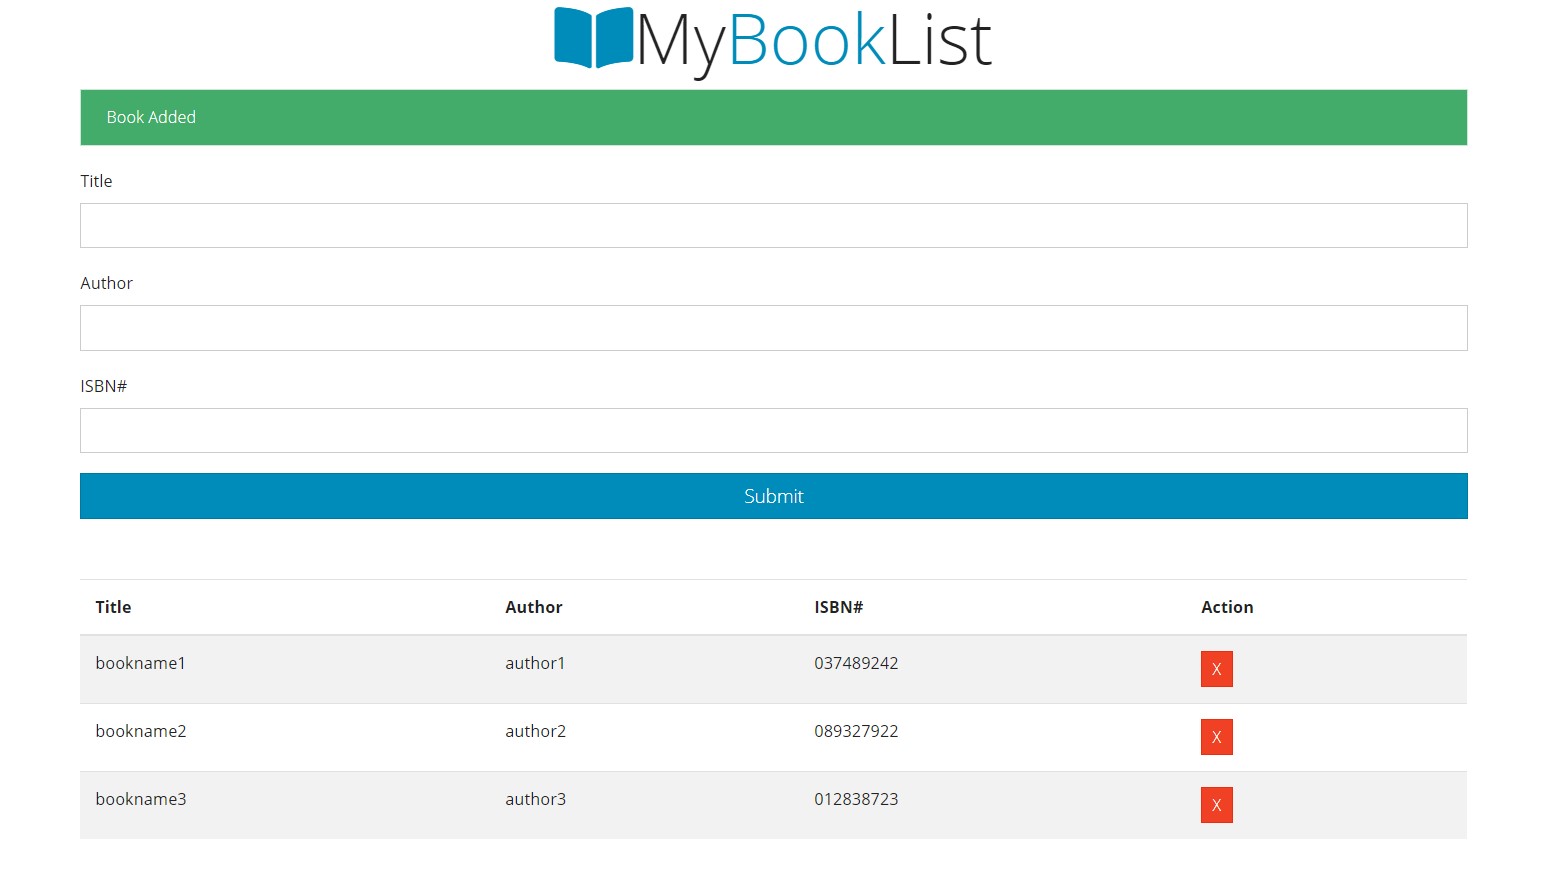 MyBookList
Book Added
Title
Author
ISBN#
Submit
Title Author ISBN# Action
bookname1 author1 037489242 X
bookname2 author2 089327922 X
bookname3 author3 012838723 X